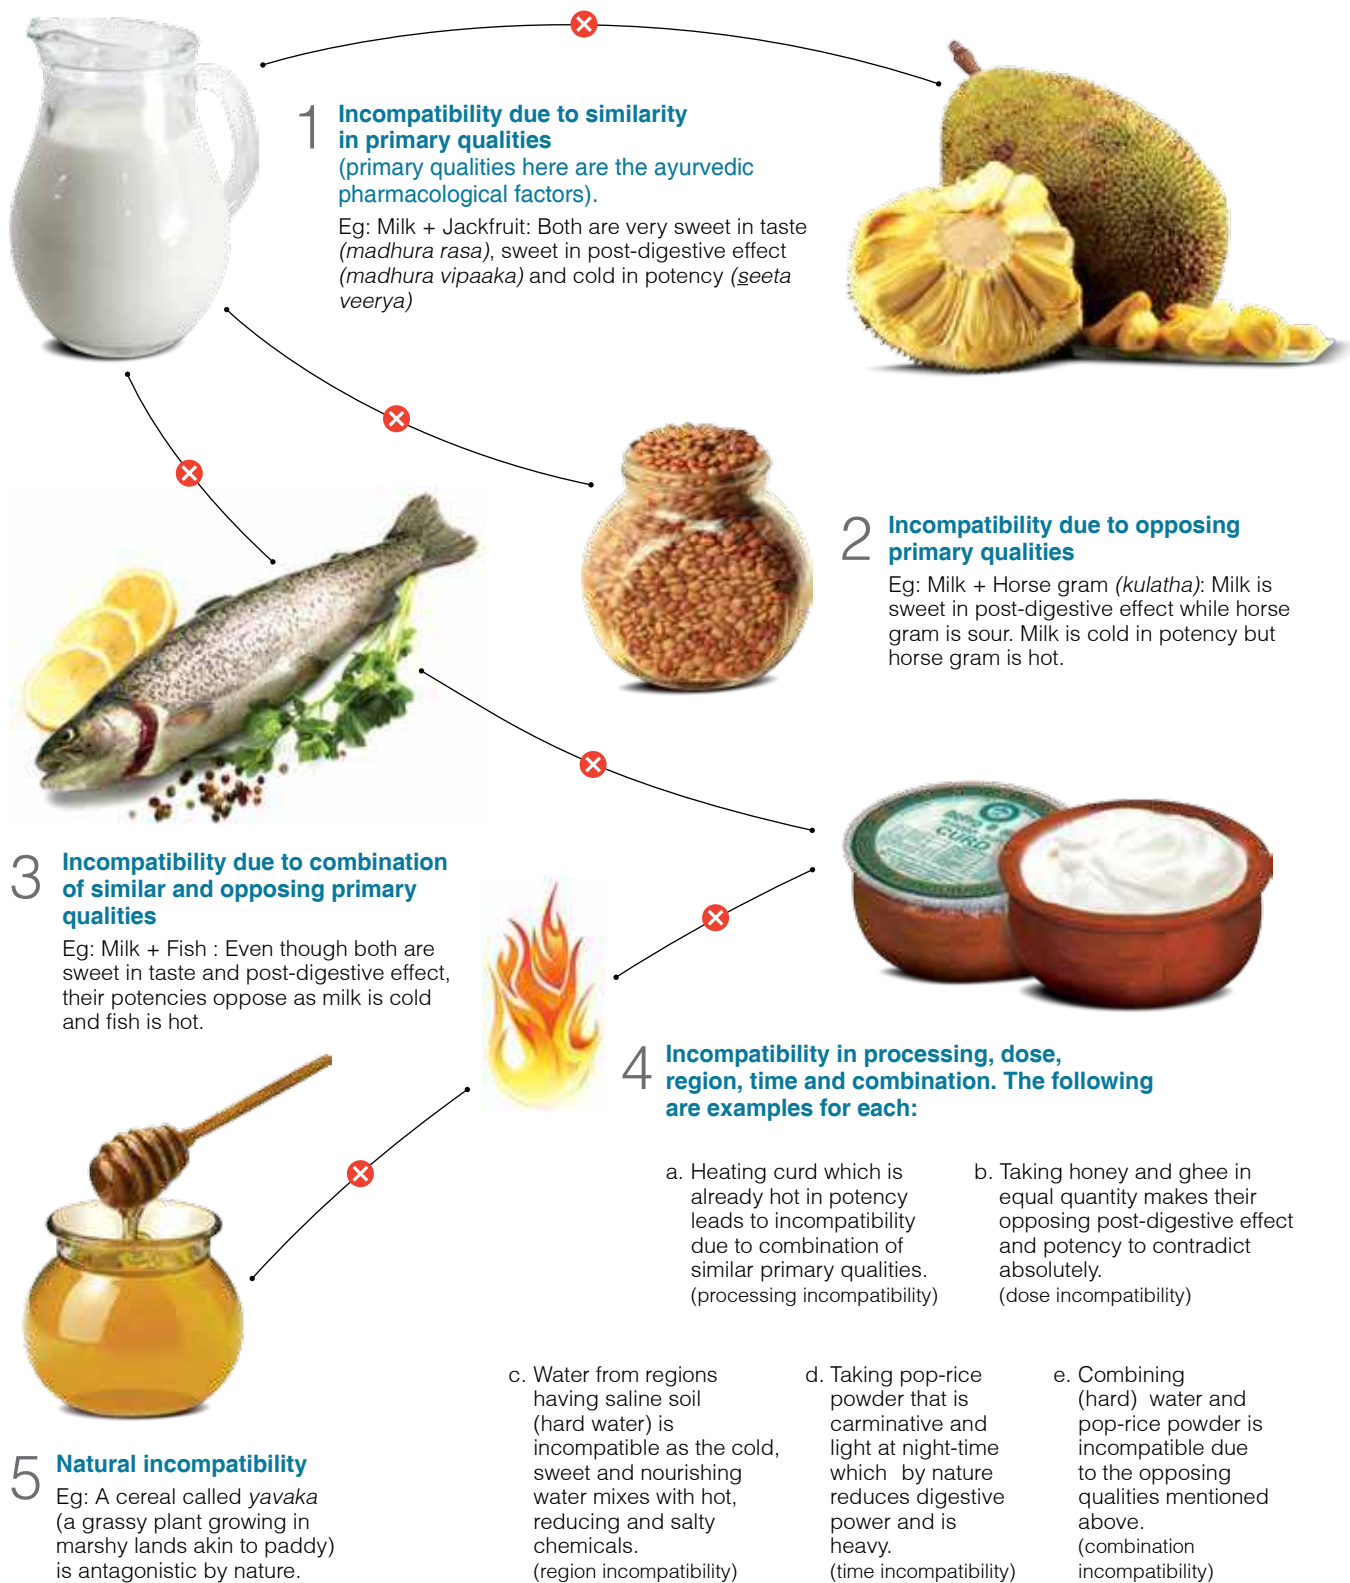 1 Incompatibility due to similarity
in primary qualities
(primary qualities here are the ayurvedic
pharmacological factors).
Eg: Milk + Jackfruit: Both are very sweet in taste
(madhura rasa), sweet in post-digestive effect
(madhura vipaaka) and cold in potency (seeta
veerya)
2 Incompatibility due to opposing
primary qualities
Eg: Milk + Horse gram (kulatha): Milk is
sweet in post-digestive effect while horse
gram is sour. Milk is cold in potency but
horse gram is hot.
CURD
3 Incompatibility due to combination
of similar and opposing primary
qualities
Eg: Milk + Fish : Even though both are
sweet in taste and post-digestive effect,
their potencies oppose as milk is cold
and fish is hot.
4 Incompatibility in processing, dose,
region, time and combination. The following
are examples for each:
a. Heating curd which is
already hot in potency
leads to incompatibility
due to combination of
similar primary qualities.
(processing incompatibility)
b. Taking honey and ghee in
equal quantity makes their
opposing post-digestive effect
and potency to contradict
absolutely.
(dose incompatibility)
c. Water from regions
having saline soil
(hard water) is
incompatible as the cold,
sweet and nourishing
water mixes with hot,
reducing and salty
chemicals.
(region incompatibility)
d. Taking pop-rice
powder that is
carminative and
light at night-time
which by nature
reduces digestive
power and is
heavy.
(time incompatibility)
e. Combining
(hard) water and
pop-rice powder is
incompatible due
to the opposing
qualities mentioned
above.
(combination
incompatibility)
5 Natural incompatibility
Eg: A cereal called yavaka
(a grassy plant growing in
marshy lands akin to paddy)
is antagonistic by nature.